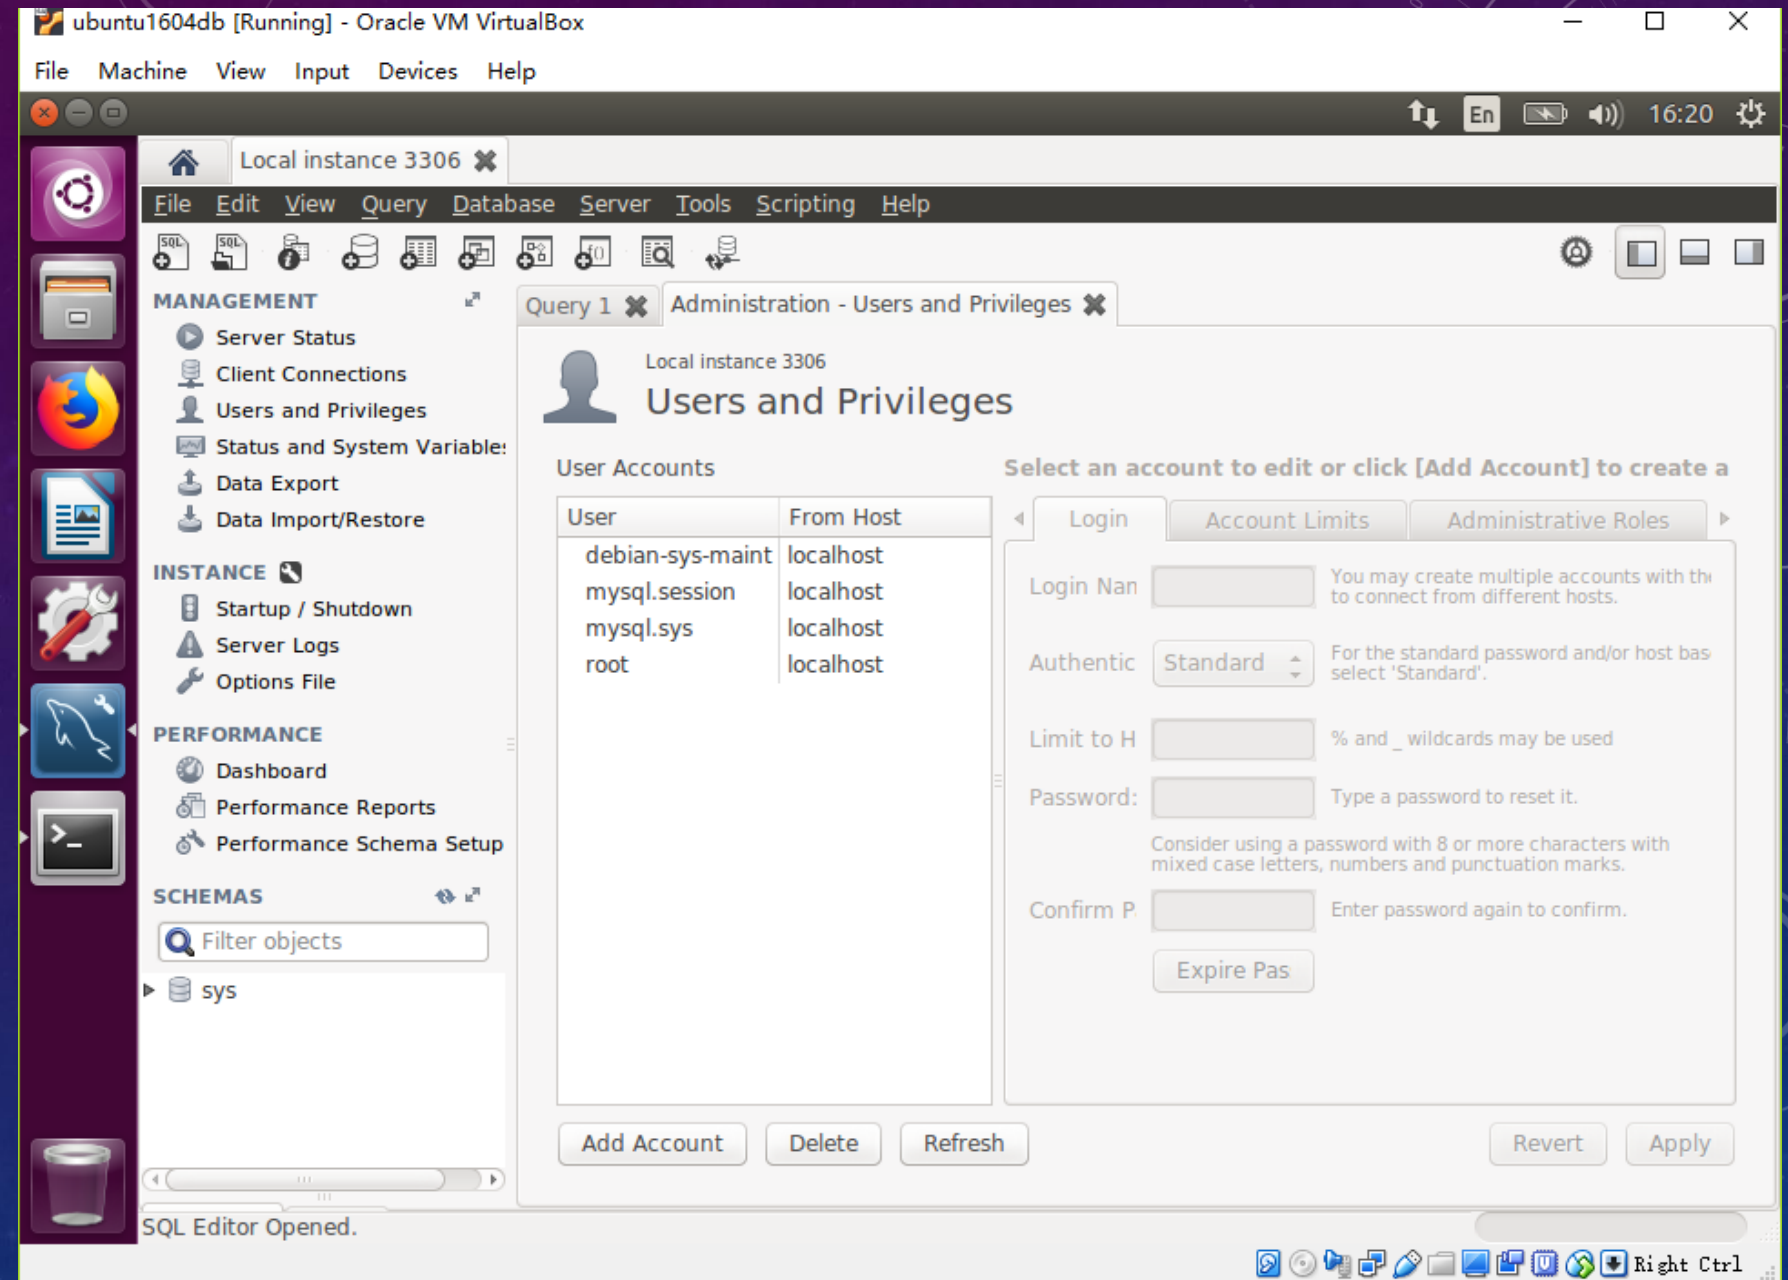 ubuntu1604db [Running] - Oracle VM VirtualBox
File Machine View Input Devices Help
En 16:20
Local instance 3306
File Edit View Query Database Server Tools Scripting Help
MANAGEMENT
Server Status
Client Connections
Users and Privileges
Status and System Variables
Data Export
Data Import/Restore
INSTANCE
Startup / Shutdown
Server Logs
Options File
PERFORMANCE
Dashboard
Performance Reports
Performance Schema Setup
SCHEMAS
Filter objects
sys
Query 1
Administration - Users and Privileges
Local instance 3306
Users and Privileges
User Accounts
User From Host
debian-sys-maint localhost
mysql.session localhost
mysql.sys localhost
root localhost
Add Account Delete Refresh
Select an account to edit or click [Add Account] to create a
Login Account Limits Administrative Roles
Login Nan
You may create multiple accounts with the
to connect from different hosts.
Authentic Standard
For the standard password and/or host bas
select 'Standard'.
Limit to H % and _ wildcards may be used
Password: Type a password to reset it.
Consider using a password with 8 or more characters with
mixed case letters, numbers and punctuation marks.
Confirm P Enter password again to confirm.
Expire Pas
Revert Apply
SQL Editor Opened.
Right Ctrl